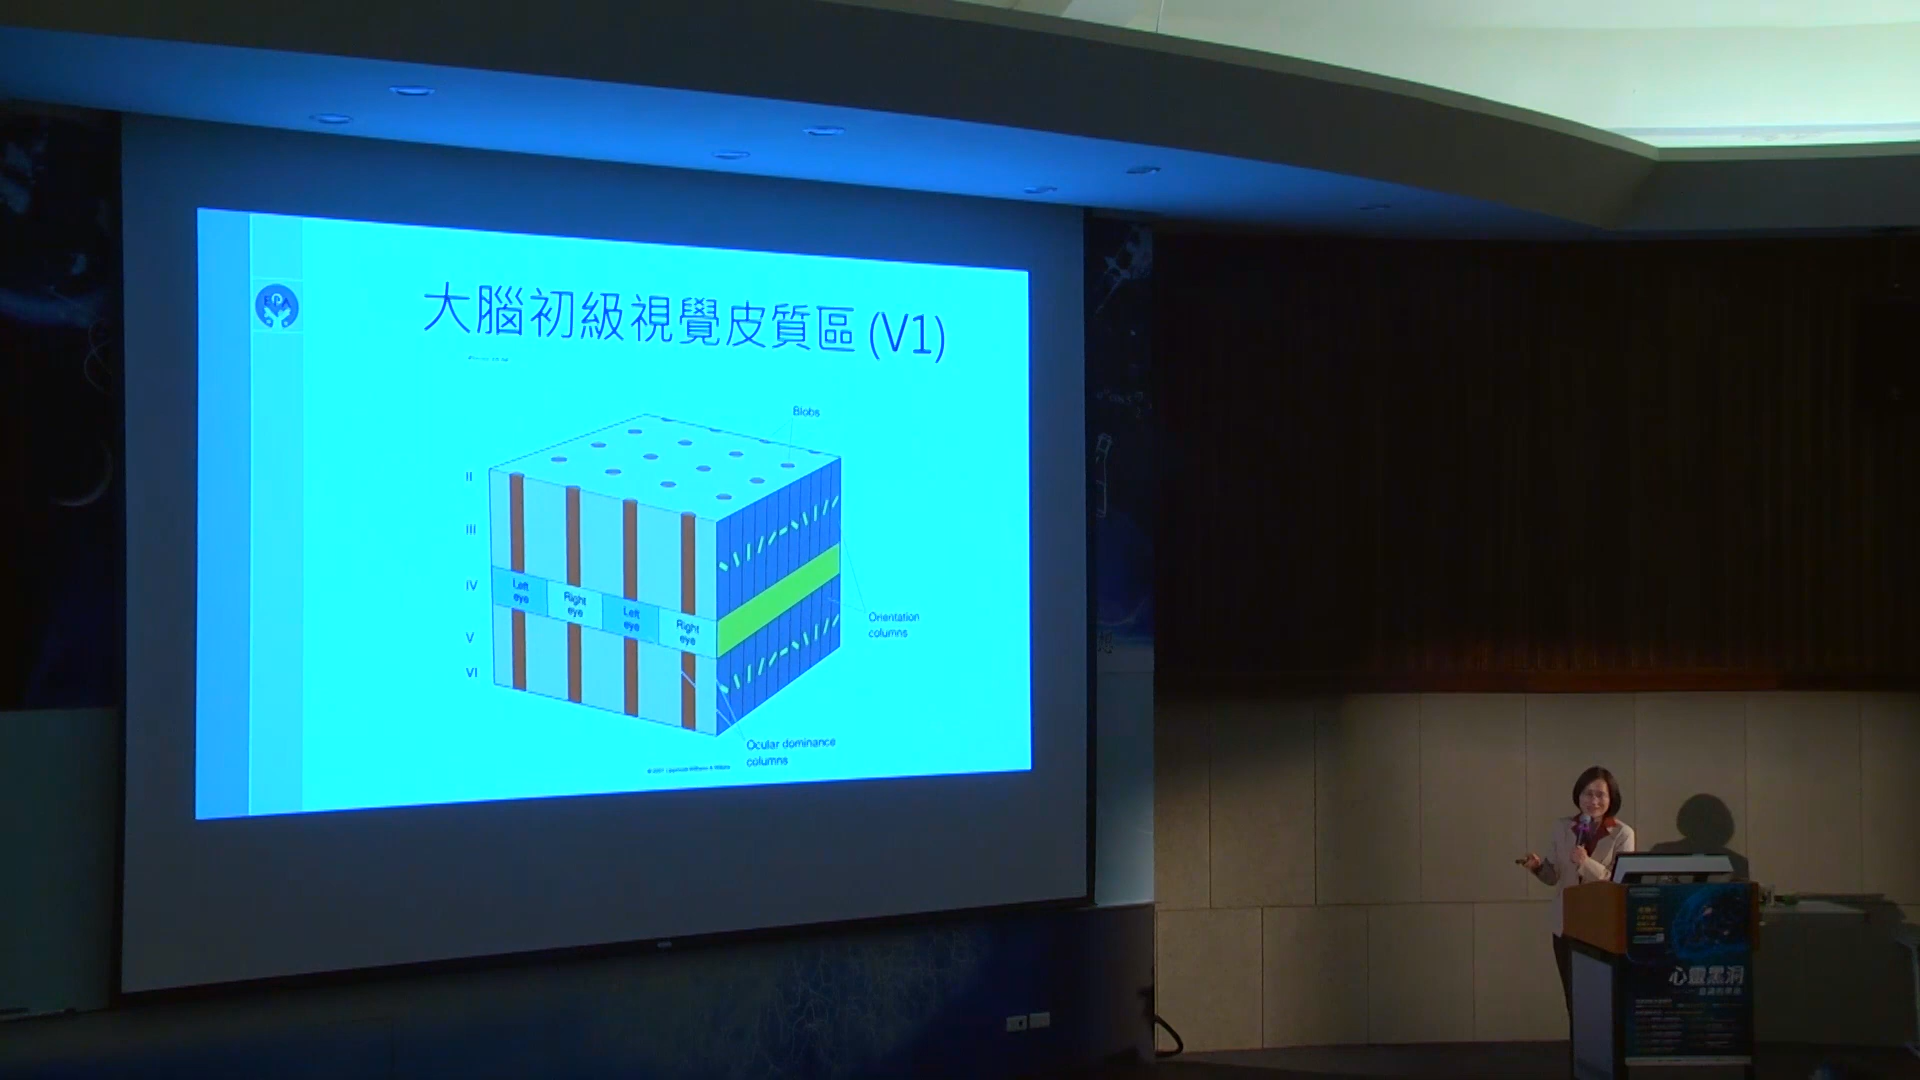 EPA
大腦初級視覺皮質區 (V1)
Blobs
II
III
IV
V
VI
Left eye
Right eye
Left eye
Right eye
Orientation
columns
Ocular dominance
columns
心靈黑洞